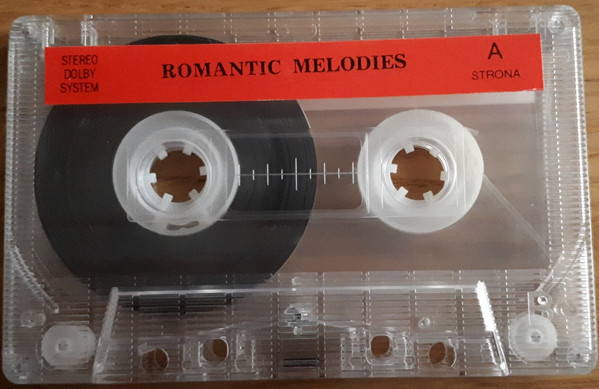 STEREO
DOLBY
SYSTEM
ROMANTIC MELODIES
A
STRONA